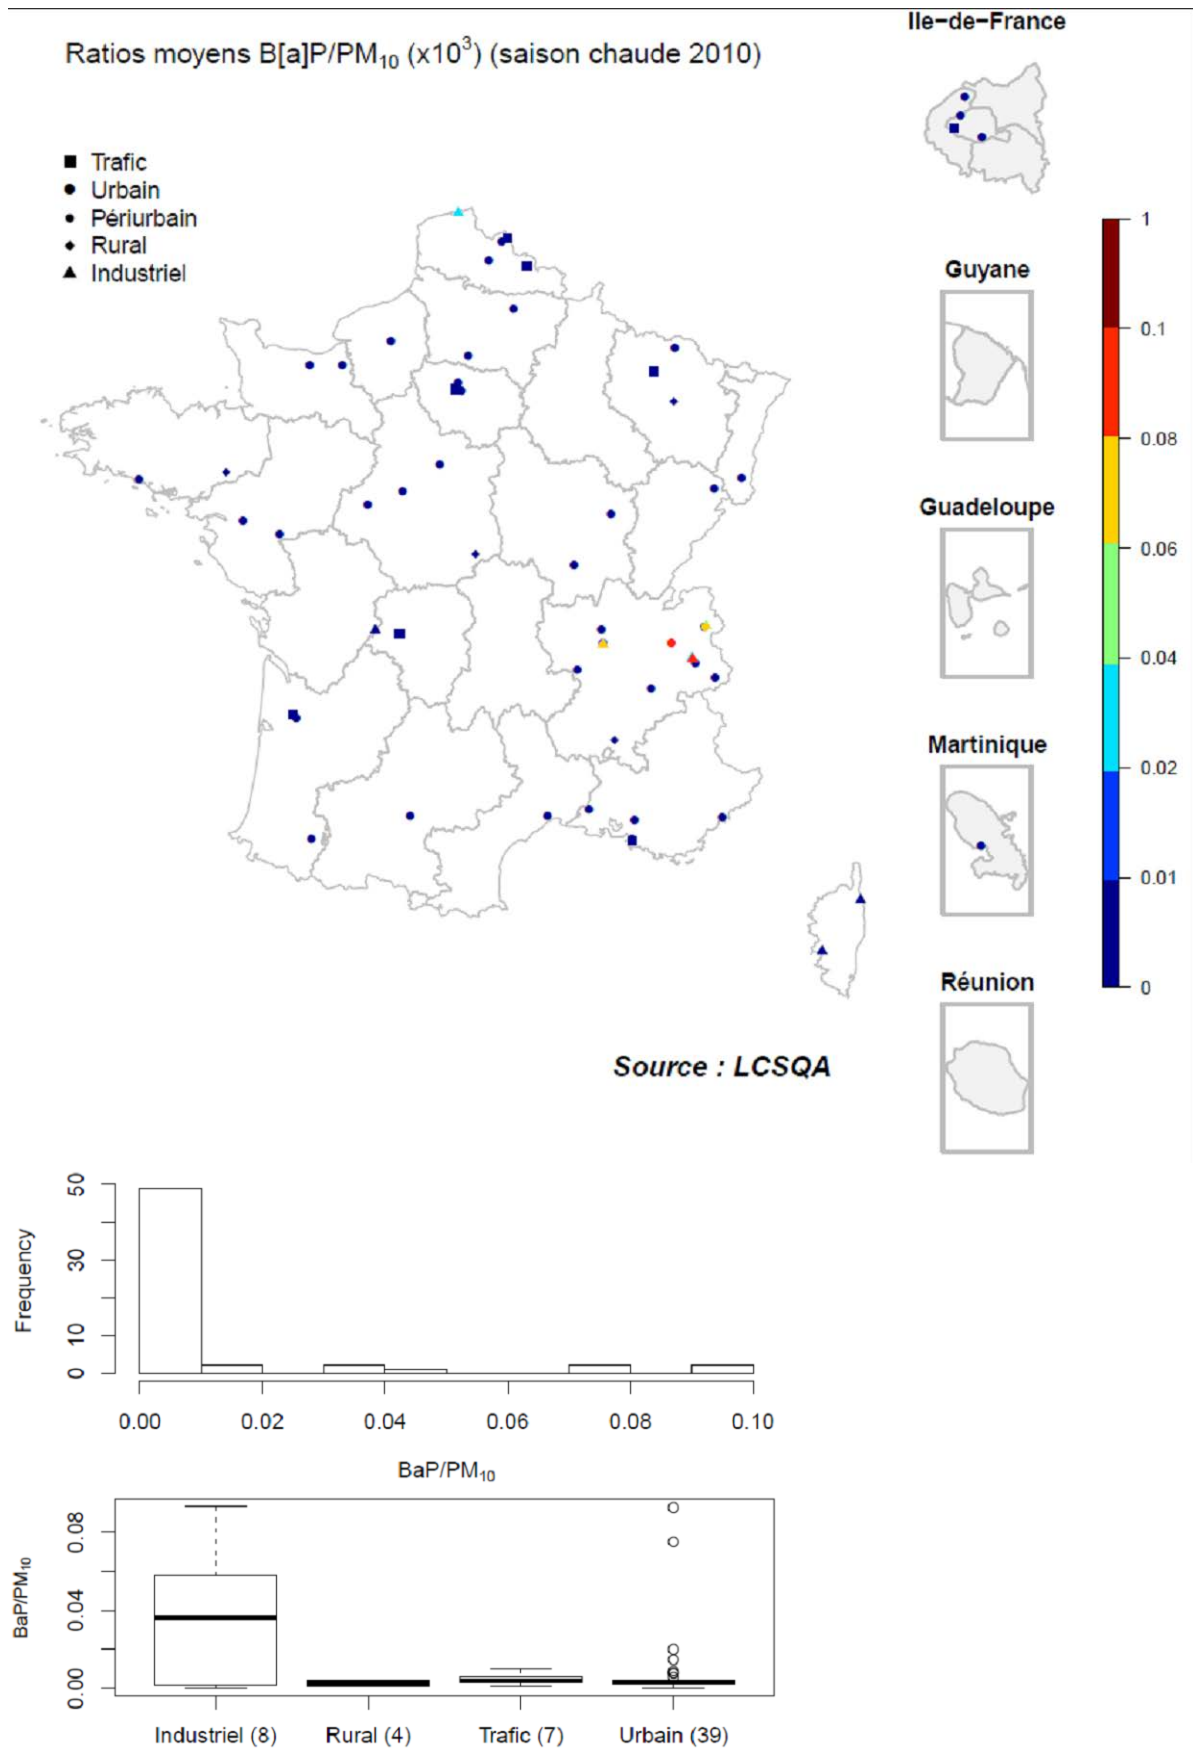 Ile−de−France
Ratios moyens B[a]P/PM10 (x10³) (saison chaude 2010)
Trafic
Urbain
Périurbain
Rural
Industriel
Guyane
Guadeloupe
Martinique
Réunion
1
0.1
0.08
0.06
0.04
0.02
0.01
0
Source : LCSQA
Frequency
50
30
10
0
0.00 0.02 0.04 0.06 0.08 0.10
BaP/PM10
BaP/PM10
0.08
0.04
0.00
Industriel (8) Rural (4) Trafic (7) Urbain (39)